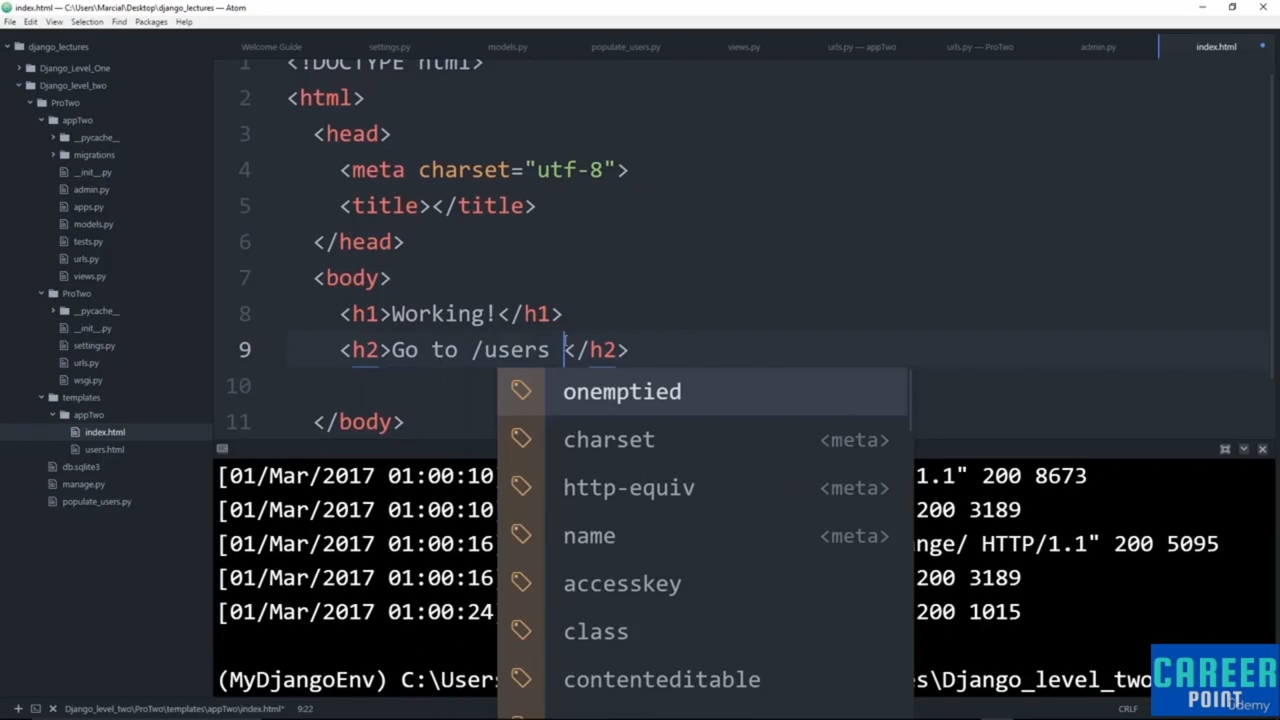 index.html — C:\Users\Marcial\Desktop\django_lectures — Atom
File Edit View Selection Find Packages Help
django_lectures
Django_Level_One
Django_level_two
ProTwo
appTwo
__pycache__
migrations
__init__.py
admin.py
apps.py
models.py
tests.py
urls.py
views.py
ProTwo
__pycache__
__init__.py
settings.py
urls.py
wsgi.py
templates
appTwo
index.html
users.html
db.sqlite3
manage.py
populate_users.py
Welcome Guide settings.py models.py populate_users.py views.py urls.py — appTwo urls.py — ProTwo admin.py index.html
1 <!DOCTYPE html>
2 <html>
3 <head>
4 <meta charset="utf-8">
5 <title></title>
6 </head>
7 <body>
8 <h1>Working!</h1>
9 <h2>Go to /users </h2>
10
11 </body>
onemptied
charset <meta>
http-equiv <meta>
name <meta>
accesskey
class
contenteditable
[01/Mar/2017 01:00:10] .1" 200 8673
[01/Mar/2017 01:00:10 200 3189
[01/Mar/2017 01:00:16 nge/ HTTP/1.1" 200 5095
[01/Mar/2017 01:00:16 200 3189
[01/Mar/2017 01:00:24 200 1015
(MyDjangoEnv) C:\Users s\Django_level_two
Django_level_two\ProTwo\templates\appTwo\index.html* 9:22 CRLF
CAREER
POINT
Udemy